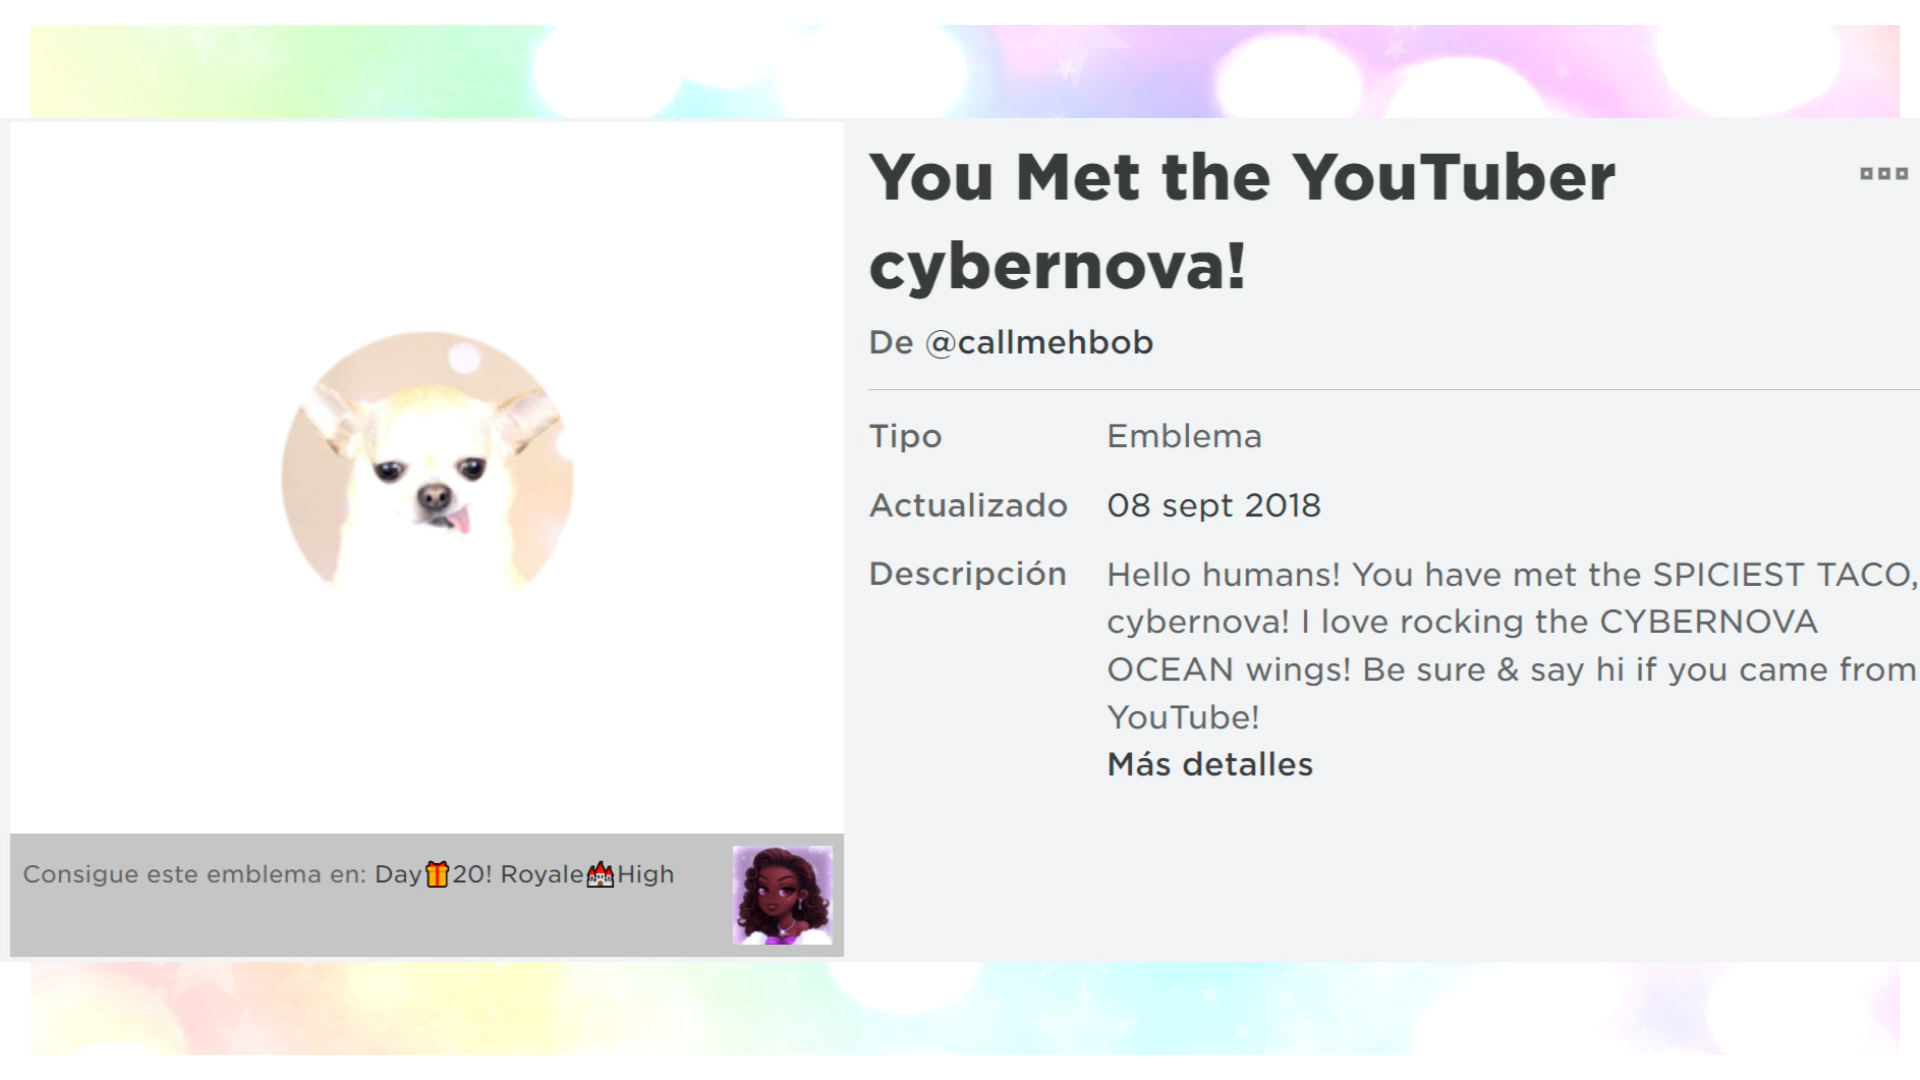 You Met the YouTuber
cybernova!
De @callmehbob
Tipo Emblema
Actualizado 08 sept 2018
Descripción Hello humans! You have met the SPICIEST TACO,
cybernova! I love rocking the CYBERNOVA
OCEAN wings! Be sure & say hi if you came from
YouTube!
Más detalles
Consigue este emblema en: Day🎁20! Royale🏰High